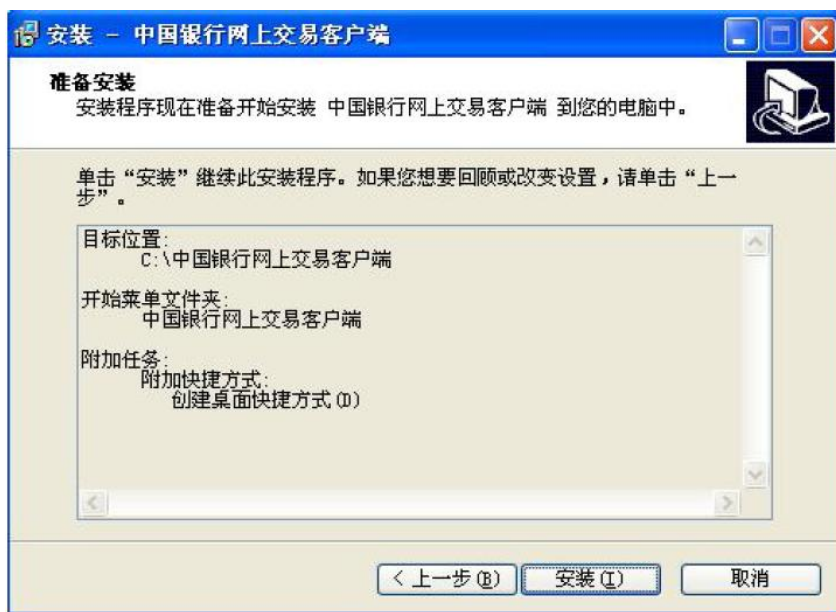 安装 - 中国银行网上交易客户端
准备安装
安装程序现在准备开始安装 中国银行网上交易客户端 到您的电脑中。
单击“安装”继续此安装程序。如果您想要回顾或改变设置，请单击“上一
步”。
目标位置:
C:\中国银行网上交易客户端
开始菜单文件夹:
中国银行网上交易客户端
附加任务:
附加快捷方式:
创建桌面快捷方式(D)
< 上一步(B) 安装(I) 取消